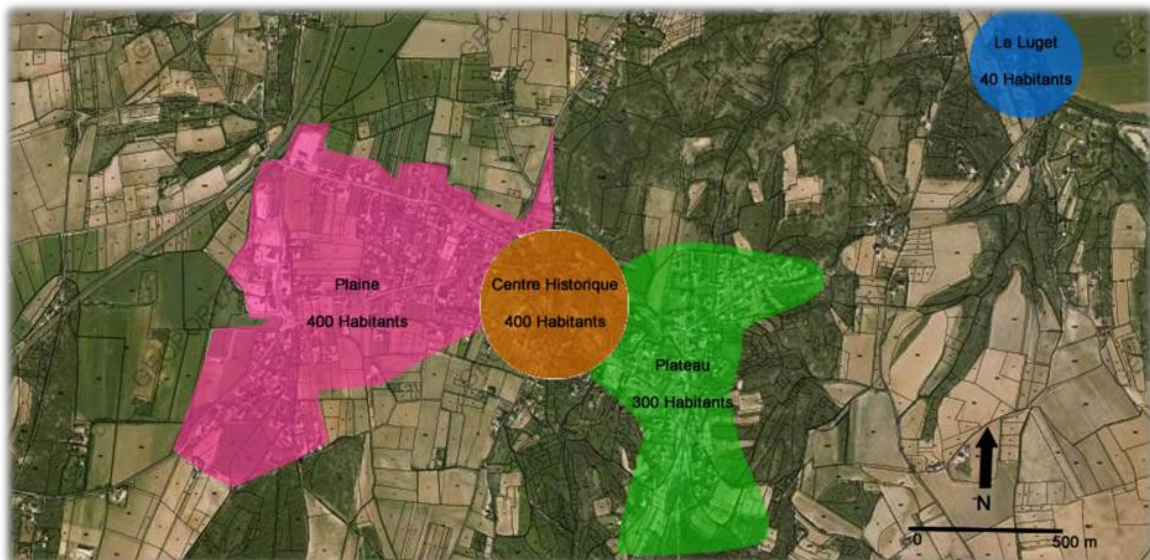 Le Luget
40 Habitants
Plaine
400 Habitants
Centre Historique
400 Habitants
Plateau
300 Habitants
N
0
500 m